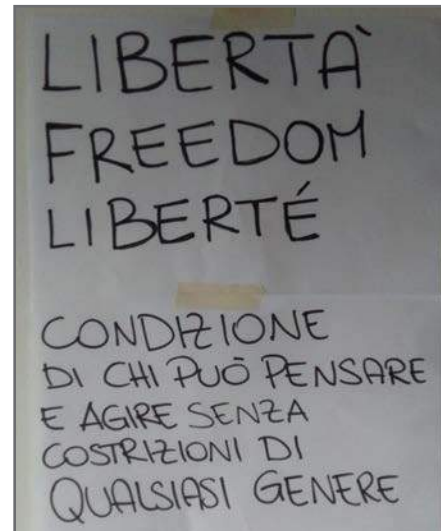 LIBERTÀ
FREEDOM
LIBERTÉ
CONDIZIONE
DI CHI PUÒ PENSARE
E AGIRE SENZA
COSTRIZIONI DI
QUALSIASI GENERE